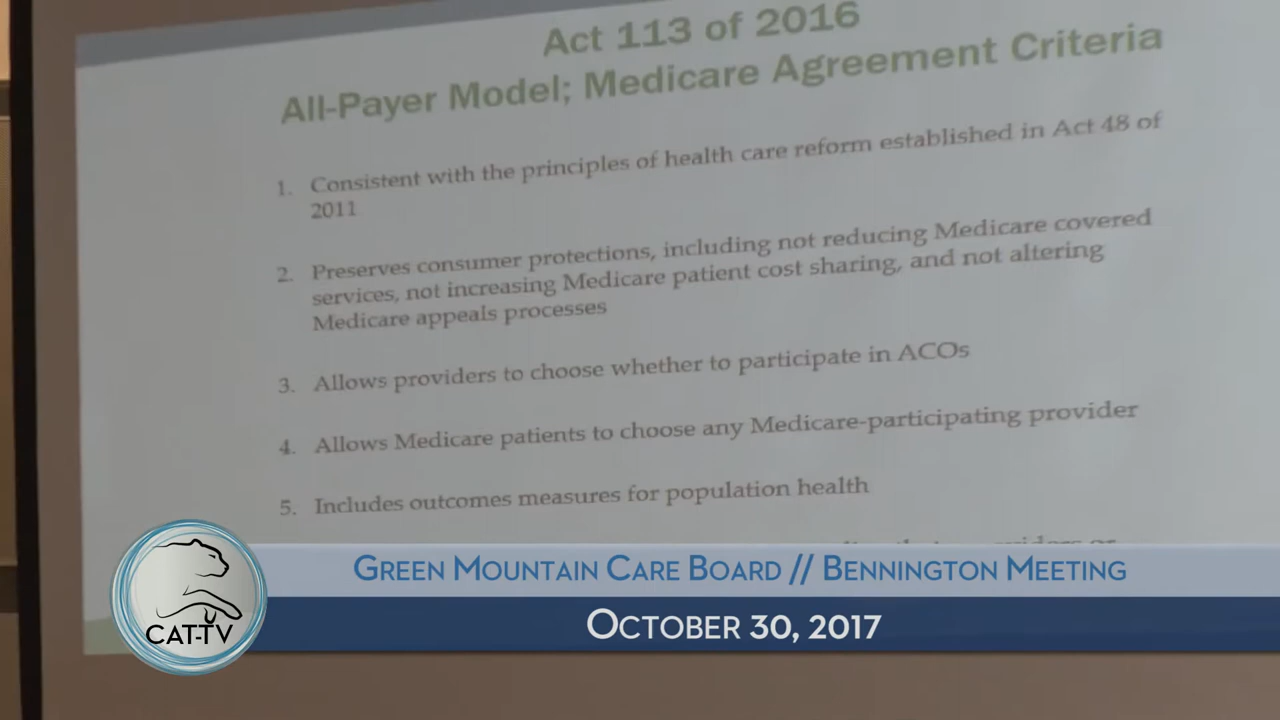 Act 113 of 2016
All-Payer Model; Medicare Agreement Criteria
1. Consistent with the principles of health care reform established in Act 48 of
2011
2. Preserves consumer protections, including not reducing Medicare covered
services, not increasing Medicare patient cost sharing, and not altering
Medicare appeals processes
3. Allows providers to choose whether to participate in ACOs
4. Allows Medicare patients to choose any Medicare-participating provider
5. Includes outcomes measures for population health
GREEN MOUNTAIN CARE BOARD // BENNINGTON MEETING
OCTOBER 30, 2017
CAT-TV